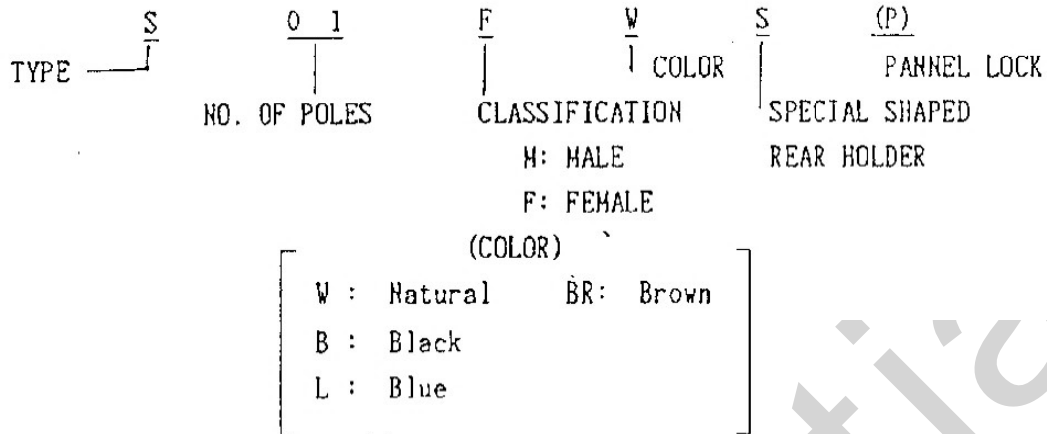 S 0 1 F W S (P)
TYPE COLOR PANNEL LOCK
NO. OF POLES CLASSIFICATION SPECIAL SHAPED
M: MALE REAR HOLDER
F: FEMALE
(COLOR)
W : Natural BR: Brown
B : Black
L : Blue